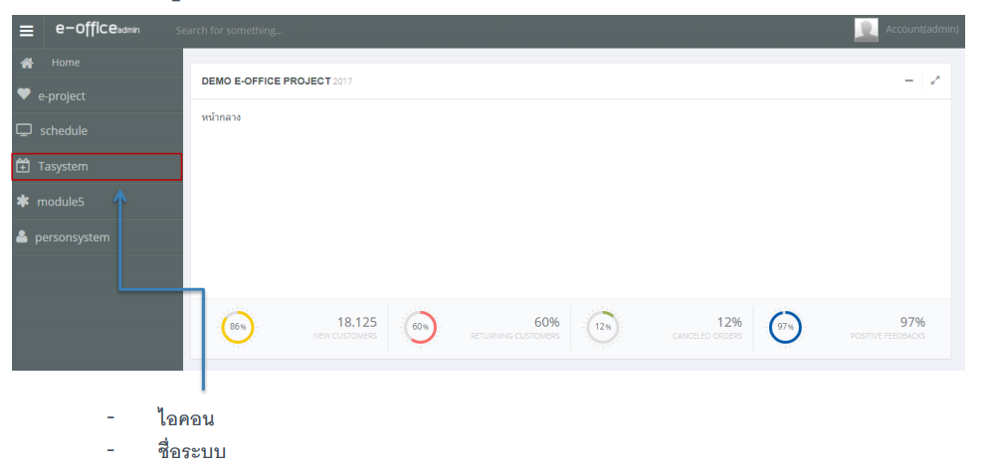 e-office admin
Search for something...
Account(admin)
Home
e-project
schedule
Tasystem
module5
personsystem
DEMO E-OFFICE PROJECT 2017
หน้ากลาง
86%
18.125
NEW CUSTOMERS
60%
60%
RETURNING CUSTOMERS
12%
12%
CANCELED ORDERS
97%
97%
POSITIVE FEEDBACKS
- ไอคอน
- ชื่อระบบ